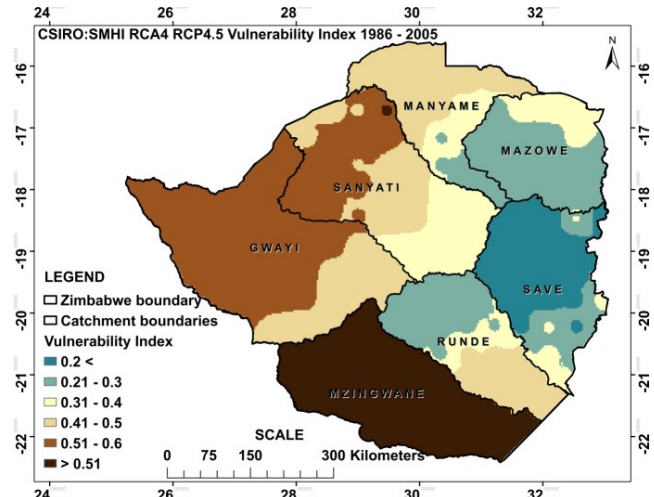 24 26 28 30 32
CSIRO:SMHI RCA4 RCP4.5 Vulnerability Index 1986 - 2005
N
-16
-17
-18
-19
-20
-21
-22
-16
-17
-18
-19
-20
-21
-22
MANYAME
MAZOWE
SANYATI
GWAYI
SAVE
RUNDE
MZINGWANE
LEGEND
Zimbabwe boundary
Catchment boundaries
Vulnerability Index
0.2 <
0.21 - 0.3
0.31 - 0.4
0.41 - 0.5
0.51 - 0.6
> 0.51
SCALE
0 75 150 300 Kilometers
24 26 28 30 32